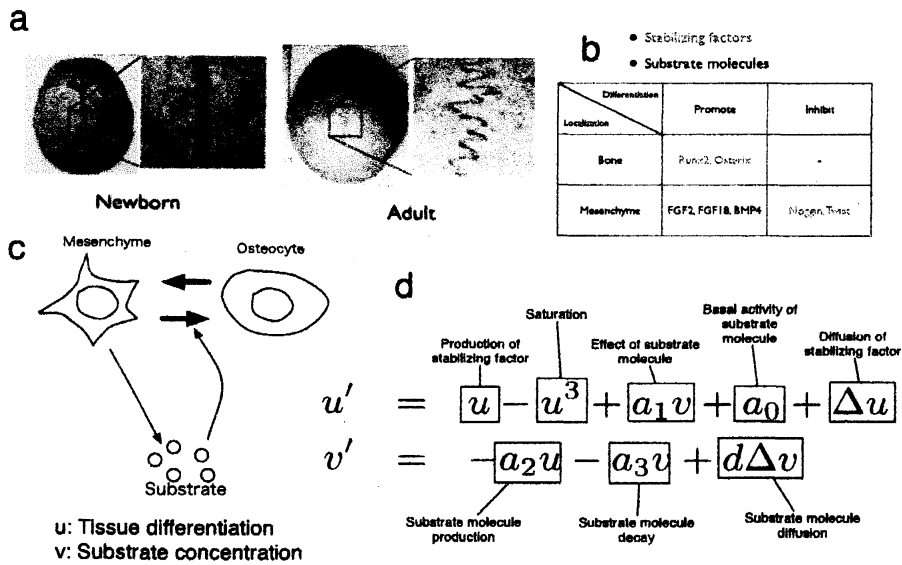 a
Newborn
Adult
b
• Stabilizing factors
• Substrate molecules
Differentiation
Localization
Promote
Inhibit
Bone
Runx2, Osterix
-
Mesenchyme
FGF2, FGF18, BMP4
Nogen, Twist
c
Mesenchyme
Osteocyte
Substrate
u: Tissue differentiation
v: Substrate concentration
d
Saturation
Basal activity of
substrate
molecule
Production of
stabilizing factor
Effect of substrate
molecule
Diffusion of
stabilizing factor
u′ = u − u³ + a₁v + a₀ + Δu
v′ = −a₂u − a₃v + dΔv
Substrate molecule
production
Substrate molecule
decay
Substrate molecule
diffusion